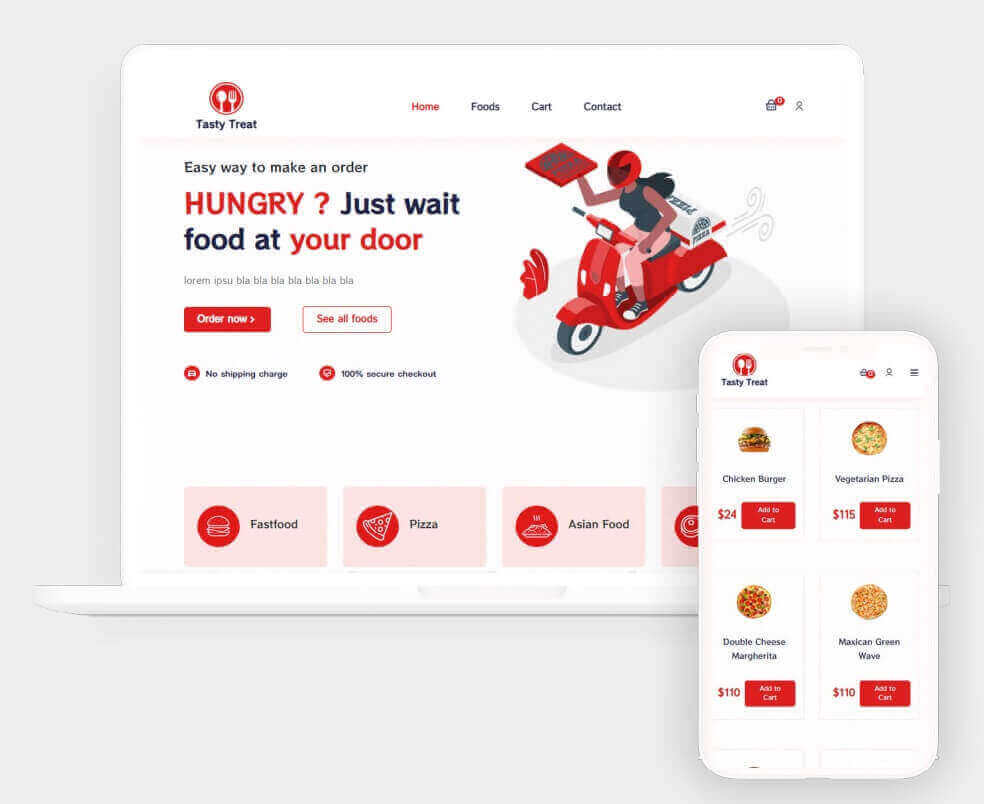 Tasty Treat
Home Foods Cart Contact
0
Easy way to make an order
HUNGRY ? Just wait
food at your door
lorem ipsu bla bla bla bla bla bla bla
Order now >
See all foods
No shipping charge
100% secure checkout
PIZZA
PIZZA
Fastfood
Pizza
Asian Food
Tasty Treat
0
Chicken Burger
$24
Add to
Cart
Vegetarian Pizza
$115
Add to
Cart
Double Cheese
Margherita
$110
Add to
Cart
Maxican Green
Wave
$110
Add to
Cart